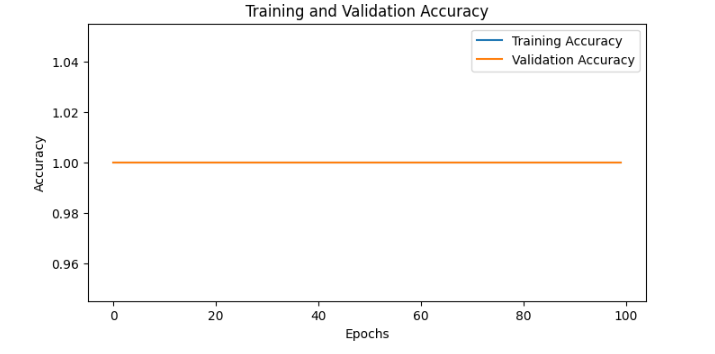 Training and Validation Accuracy
Training Accuracy
Validation Accuracy
1.04
1.02
1.00
0.98
0.96
Accuracy
0 20 40 60 80 100
Epochs